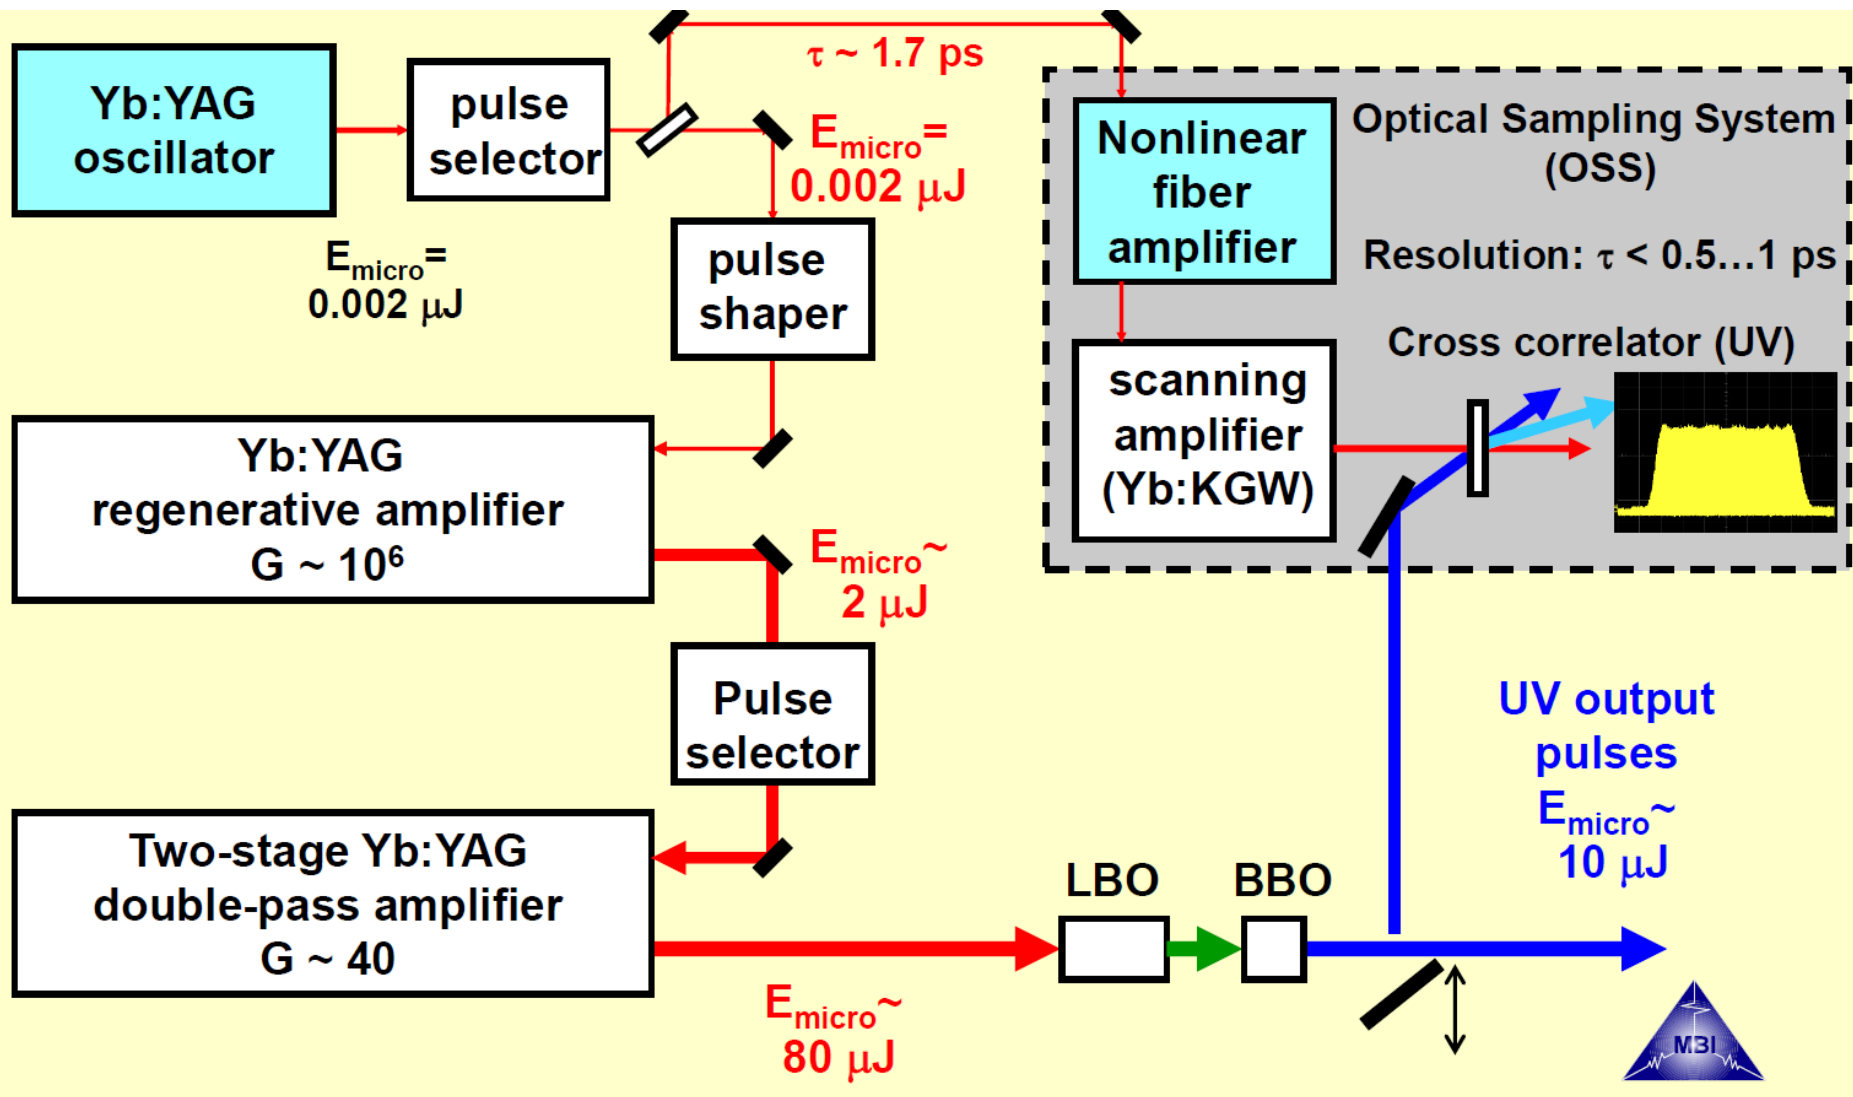 Yb:YAG
oscillator
pulse
selector
τ ~ 1.7 ps
E_micro=
0.002 μJ
E_micro=
0.002 μJ
pulse
shaper
Nonlinear
fiber
amplifier
Optical Sampling System
(OSS)
Resolution: τ < 0.5…1 ps
Cross correlator (UV)
scanning
amplifier
(Yb:KGW)
Yb:YAG
regenerative amplifier
G ~ 10⁶
E_micro~
2 μJ
Pulse
selector
Two-stage Yb:YAG
double-pass amplifier
G ~ 40
E_micro~
80 μJ
LBO
BBO
UV output
pulses
E_micro~
10 μJ
MBI